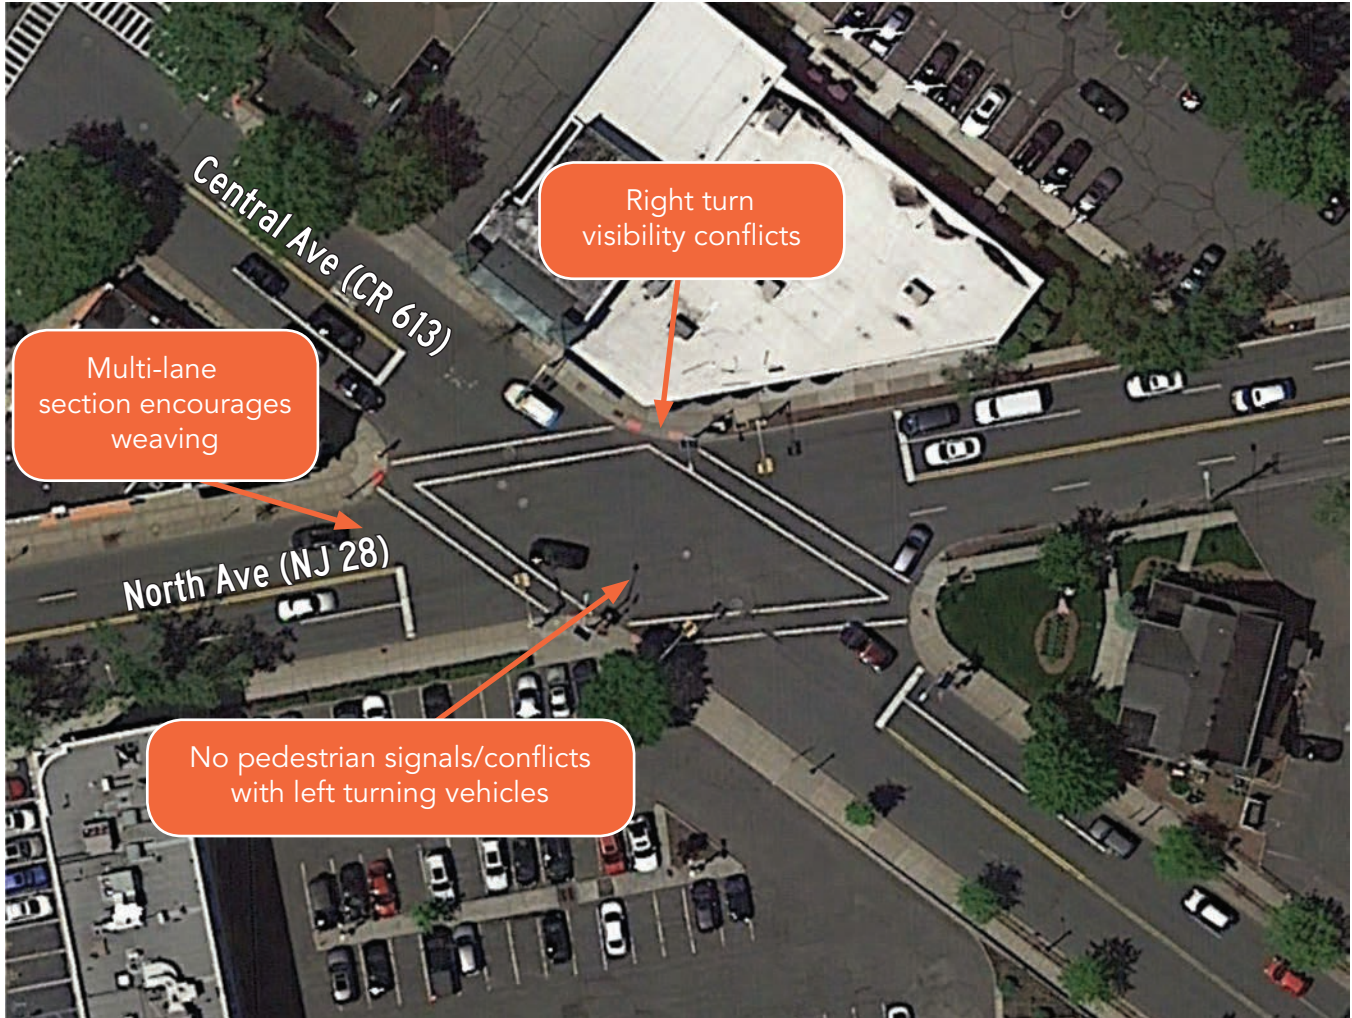 Central Ave (CR 613)
Right turn
visibility conflicts
Multi-lane
section encourages
weaving
North Ave (NJ 28)
No pedestrian signals/conflicts
with left turning vehicles